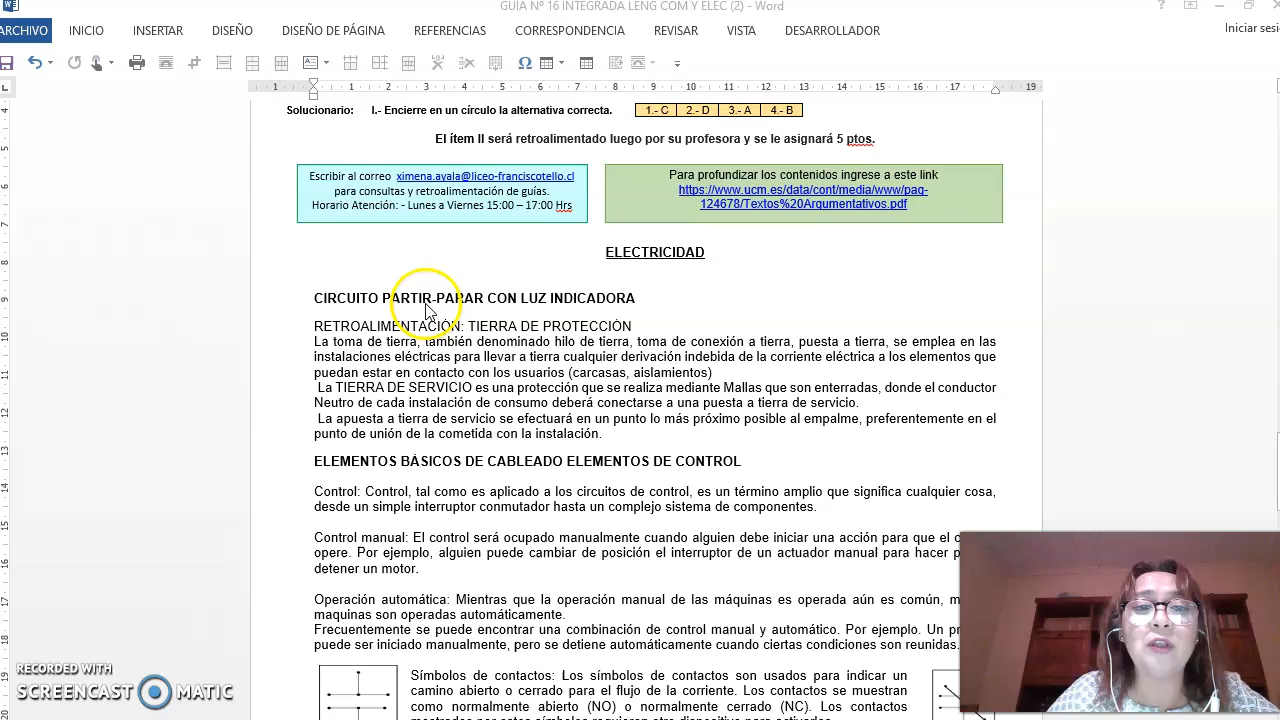 GUIA Nº 16 INTEGRADA LENG COM Y ELEC (2) - Word
ARCHIVO INICIO INSERTAR DISEÑO DISEÑO DE PÁGINA REFERENCIAS CORRESPONDENCIA REVISAR VISTA DESARROLLADOR Iniciar sesi
Solucionario: I.- Encierre en un círculo la alternativa correcta. 1.- C 2.- D 3.- A 4.- B
El ítem II será retroalimentado luego por su profesora y se le asignará 5 ptos.
Escribir al correo ximena.ayala@liceo-franciscotello.cl
para consultas y retroalimentación de guías.
Horario Atención: - Lunes a Viernes 15:00 – 17:00 Hrs
Para profundizar los contenidos ingrese a este link
https://www.ucm.es/data/cont/media/www/pag-
124678/Textos%20Argumentativos.pdf
ELECTRICIDAD
CIRCUITO PARTIR-PARAR CON LUZ INDICADORA
RETROALIMENTACIÓN: TIERRA DE PROTECCIÓN
La toma de tierra, también denominado hilo de tierra, toma de conexión a tierra, puesta a tierra, se emplea en las
instalaciones eléctricas para llevar a tierra cualquier derivación indebida de la corriente eléctrica a los elementos que
puedan estar en contacto con los usuarios (carcasas, aislamientos)
La TIERRA DE SERVICIO es una protección que se realiza mediante Mallas que son enterradas, donde el conductor
Neutro de cada instalación de consumo deberá conectarse a una puesta a tierra de servicio.
La apuesta a tierra de servicio se efectuará en un punto lo más próximo posible al empalme, preferentemente en el
punto de unión de la cometida con la instalación.
ELEMENTOS BÁSICOS DE CABLEADO ELEMENTOS DE CONTROL
Control: Control, tal como es aplicado a los circuitos de control, es un término amplio que significa cualquier cosa,
desde un simple interruptor conmutador hasta un complejo sistema de componentes.
Control manual: El control será ocupado manualmente cuando alguien debe iniciar una acción para que el c
opere. Por ejemplo, alguien puede cambiar de posición el interruptor de un actuador manual para hacer p
detener un motor.
Operación automática: Mientras que la operación manual de las máquinas es operada aún es común, m
maquinas son operadas automáticamente.
Frecuentemente se puede encontrar una combinación de control manual y automático. Por ejemplo. Un pr
puede ser iniciado manualmente, pero se detiene automáticamente cuando ciertas condiciones son reunidas.
Símbolos de contactos: Los símbolos de contactos son usados para indicar un
camino abierto o cerrado para el flujo de la corriente. Los contactos se muestran
como normalmente abierto (NO) o normalmente cerrado (NC). Los contactos
mostrados por estos símbolos requieren otro dispositivo para activarlos.
RECORDED WITH
SCREENCAST MATIC